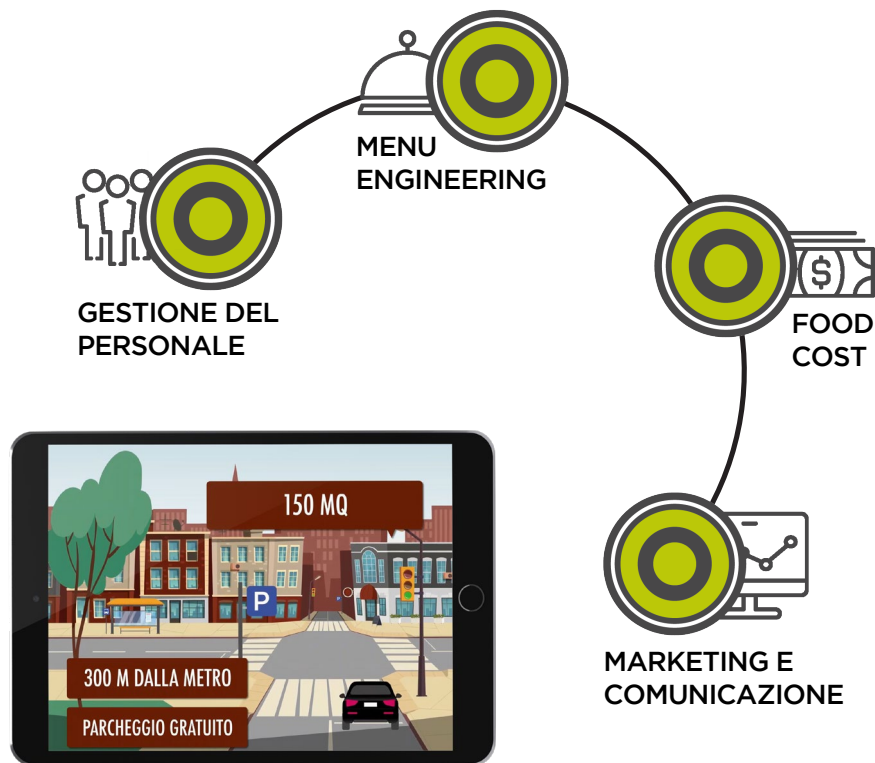 MENU
ENGINEERING
GESTIONE DEL
PERSONALE
$
FOOD
COST
150 MQ
P
300 M DALLA METRO
PARCHEGGIO GRATUITO
MARKETING E
COMUNICAZIONE